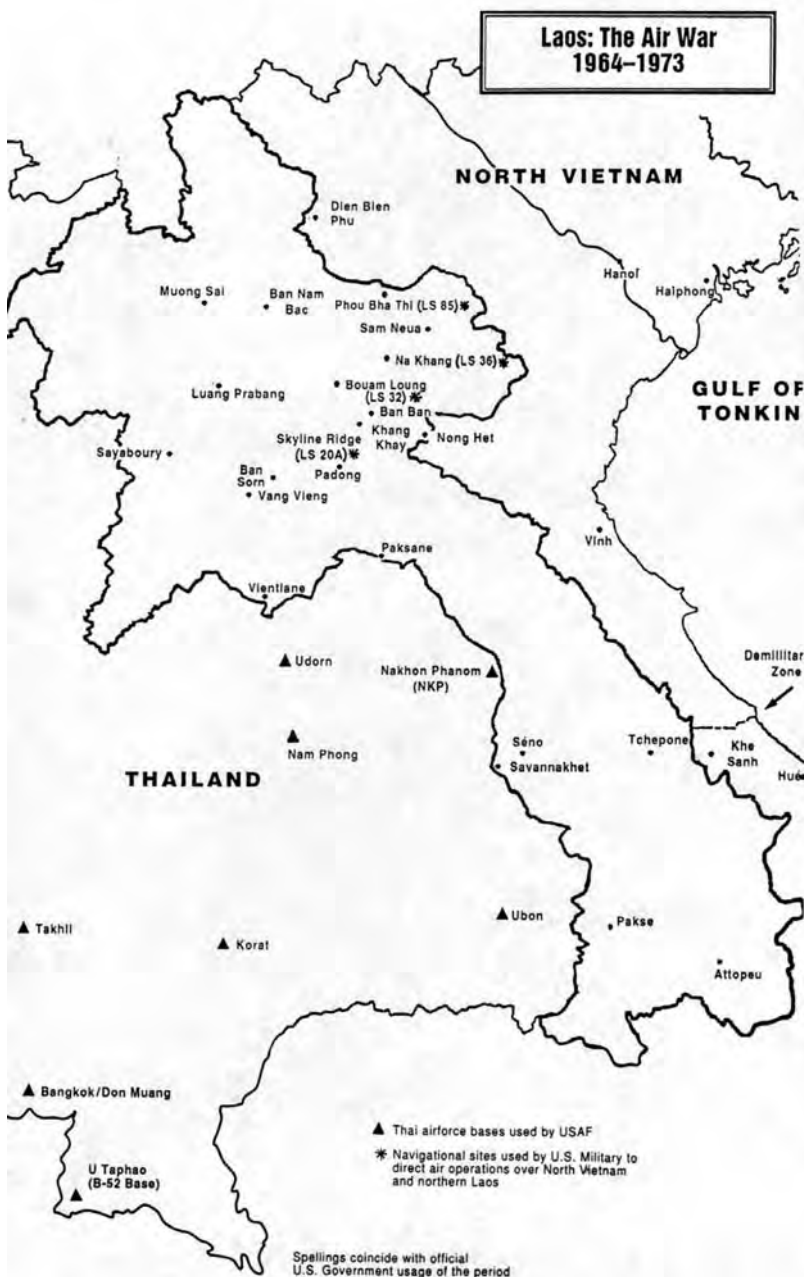 Laos: The Air War
1964–1973
NORTH VIETNAM
Dien Bien
Phu
Hanoi
Haiphong
Muong Sai
Ban Nam
Bac
Phou Bha Thi (LS 85)
Sam Neua
Na Khang (LS 36)
Luang Prabang
Bouam Loung
(LS 32)
Ban Ban
GULF OF
TONKIN
Khang
Khay
Nong Het
Skyline Ridge
(LS 20A)
Sayaboury
Ban
Sorn
Padong
Vang Vieng
Vinh
Paksane
Vientiane
Udorn
Nakhon Phanom
(NKP)
Demilitar
Zone
Nam Phong
Séno
Savannakhet
Tchepone
Khe
Sanh
Hué
THAILAND
Takhli
Korat
Ubon
Pakse
Attopeu
Bangkok/Don Muang
U Taphao
(B-52 Base)
Thai airforce bases used by USAF
Navigational sites used by U.S. Military to
direct air operations over North Vietnam
and northern Laos
Spellings coincide with official
U.S. Government usage of the period